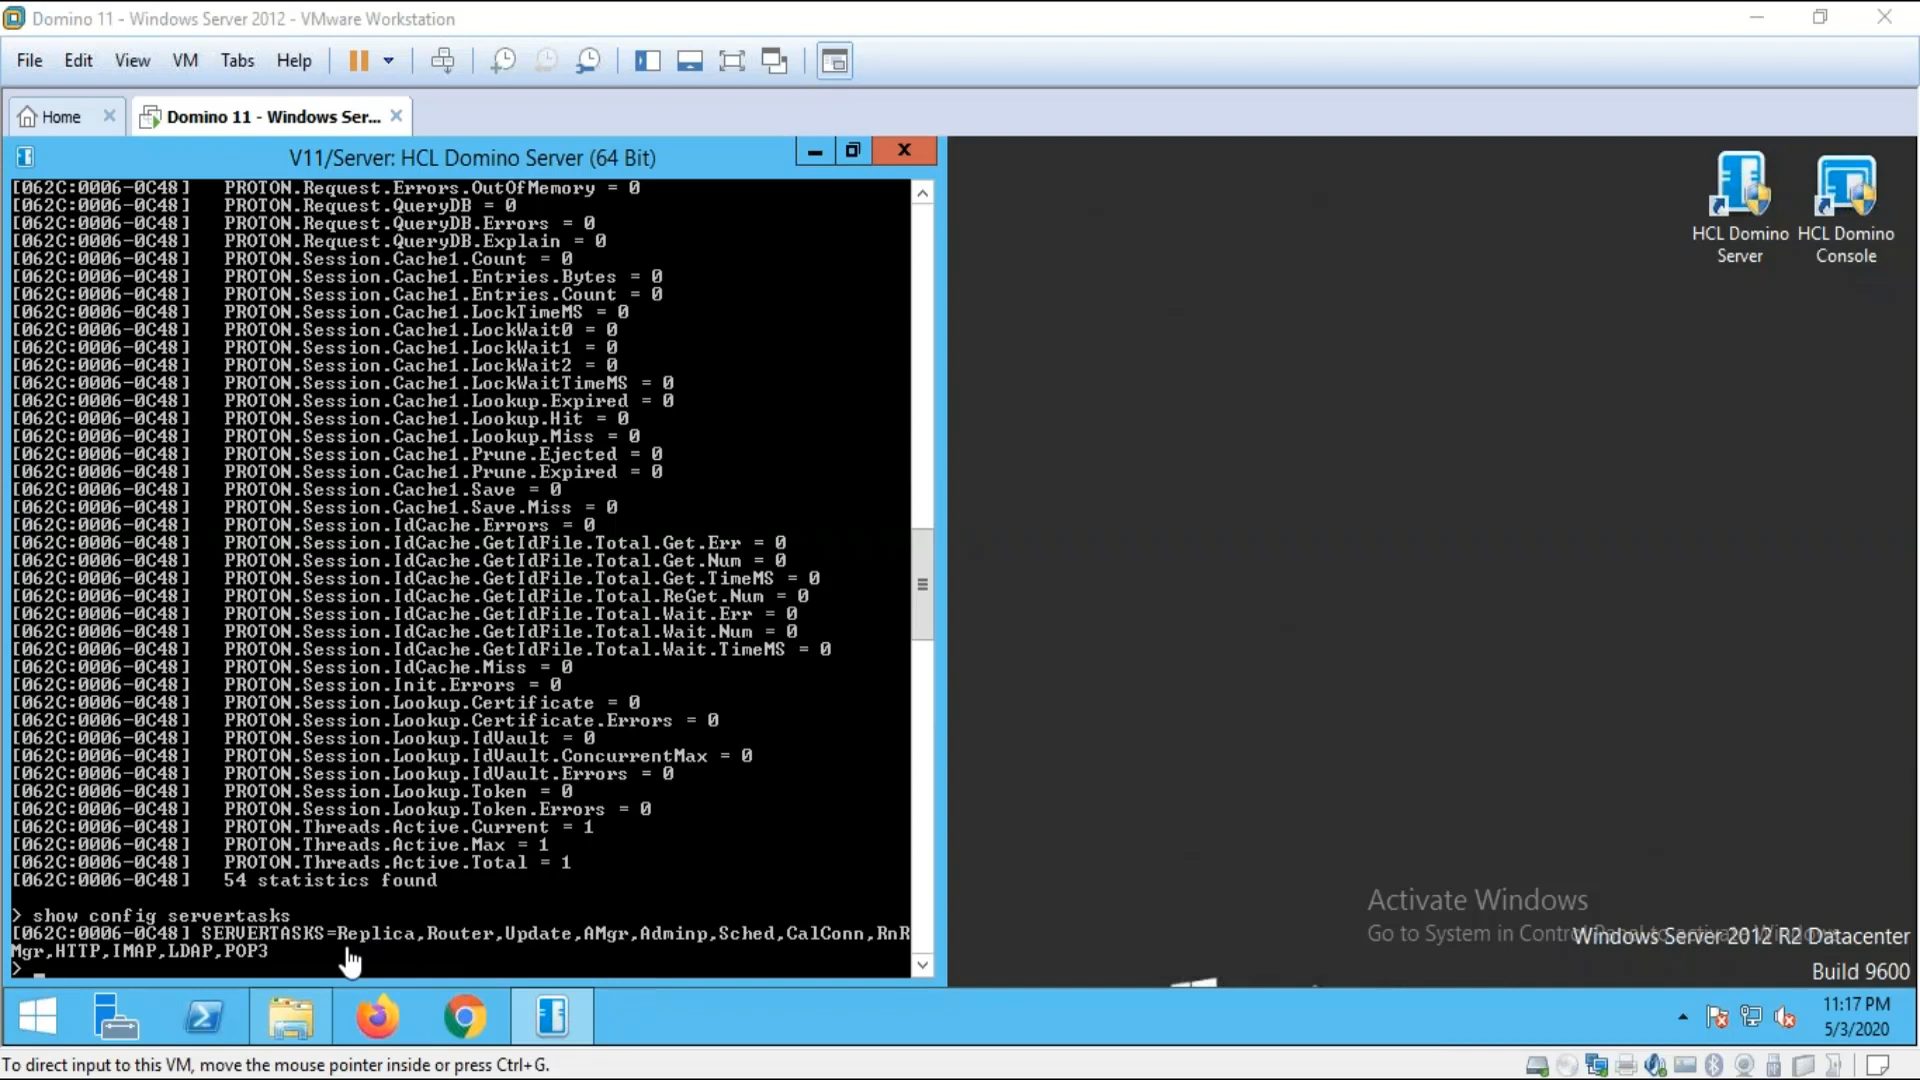 Domino 11 - Windows Server 2012 - VMware Workstation
File Edit View VM Tabs Help
Home
Domino 11 - Windows Ser...
V11/Server: HCL Domino Server (64 Bit)
[062C:0006-0C48] PROTON.Request.Errors.OutOfMemory = 0
[062C:0006-0C48] PROTON.Request.QueryDB = 0
[062C:0006-0C48] PROTON.Request.QueryDB.Errors = 0
[062C:0006-0C48] PROTON.Request.QueryDB.Explain = 0
[062C:0006-0C48] PROTON.Session.Cache1.Count = 0
[062C:0006-0C48] PROTON.Session.Cache1.Entries.Bytes = 0
[062C:0006-0C48] PROTON.Session.Cache1.Entries.Count = 0
[062C:0006-0C48] PROTON.Session.Cache1.LockTimeMS = 0
[062C:0006-0C48] PROTON.Session.Cache1.LockWait0 = 0
[062C:0006-0C48] PROTON.Session.Cache1.LockWait1 = 0
[062C:0006-0C48] PROTON.Session.Cache1.LockWait2 = 0
[062C:0006-0C48] PROTON.Session.Cache1.LockWaitTimeMS = 0
[062C:0006-0C48] PROTON.Session.Cache1.Lookup.Expired = 0
[062C:0006-0C48] PROTON.Session.Cache1.Lookup.Hit = 0
[062C:0006-0C48] PROTON.Session.Cache1.Lookup.Miss = 0
[062C:0006-0C48] PROTON.Session.Cache1.Prune.Ejected = 0
[062C:0006-0C48] PROTON.Session.Cache1.Prune.Expired = 0
[062C:0006-0C48] PROTON.Session.Cache1.Save = 0
[062C:0006-0C48] PROTON.Session.Cache1.Save.Miss = 0
[062C:0006-0C48] PROTON.Session.IdCache.Errors = 0
[062C:0006-0C48] PROTON.Session.IdCache.GetIdFile.Total.Get.Err = 0
[062C:0006-0C48] PROTON.Session.IdCache.GetIdFile.Total.Get.Num = 0
[062C:0006-0C48] PROTON.Session.IdCache.GetIdFile.Total.Get.TimeMS = 0
[062C:0006-0C48] PROTON.Session.IdCache.GetIdFile.Total.ReGet.Num = 0
[062C:0006-0C48] PROTON.Session.IdCache.GetIdFile.Total.Wait.Err = 0
[062C:0006-0C48] PROTON.Session.IdCache.GetIdFile.Total.Wait.Num = 0
[062C:0006-0C48] PROTON.Session.IdCache.GetIdFile.Total.Wait.TimeMS = 0
[062C:0006-0C48] PROTON.Session.IdCache.Miss = 0
[062C:0006-0C48] PROTON.Session.Init.Errors = 0
[062C:0006-0C48] PROTON.Session.Lookup.Certificate = 0
[062C:0006-0C48] PROTON.Session.Lookup.Certificate.Errors = 0
[062C:0006-0C48] PROTON.Session.Lookup.IdVault = 0
[062C:0006-0C48] PROTON.Session.Lookup.IdVault.ConcurrentMax = 0
[062C:0006-0C48] PROTON.Session.Lookup.IdVault.Errors = 0
[062C:0006-0C48] PROTON.Session.Lookup.Token = 0
[062C:0006-0C48] PROTON.Session.Lookup.Token.Errors = 0
[062C:0006-0C48] PROTON.Threads.Active.Current = 1
[062C:0006-0C48] PROTON.Threads.Active.Max = 1
[062C:0006-0C48] PROTON.Threads.Active.Total = 1
[062C:0006-0C48] 54 statistics found
> show config servertasks
[062C:0006-0C48] SERVERTASKS=Replica,Router,Update,AMgr,Adminp,Sched,CalConn,RnR
Mgr,HTTP,IMAP,LDAP,POP3
> _
HCL Domino
Server
HCL Domino
Console
Activate Windows
Go to System in Control Panel to activate Windows.
Windows Server 2012 R2 Datacenter
Build 9600
11:17 PM
5/3/2020
To direct input to this VM, move the mouse pointer inside or press Ctrl+G.